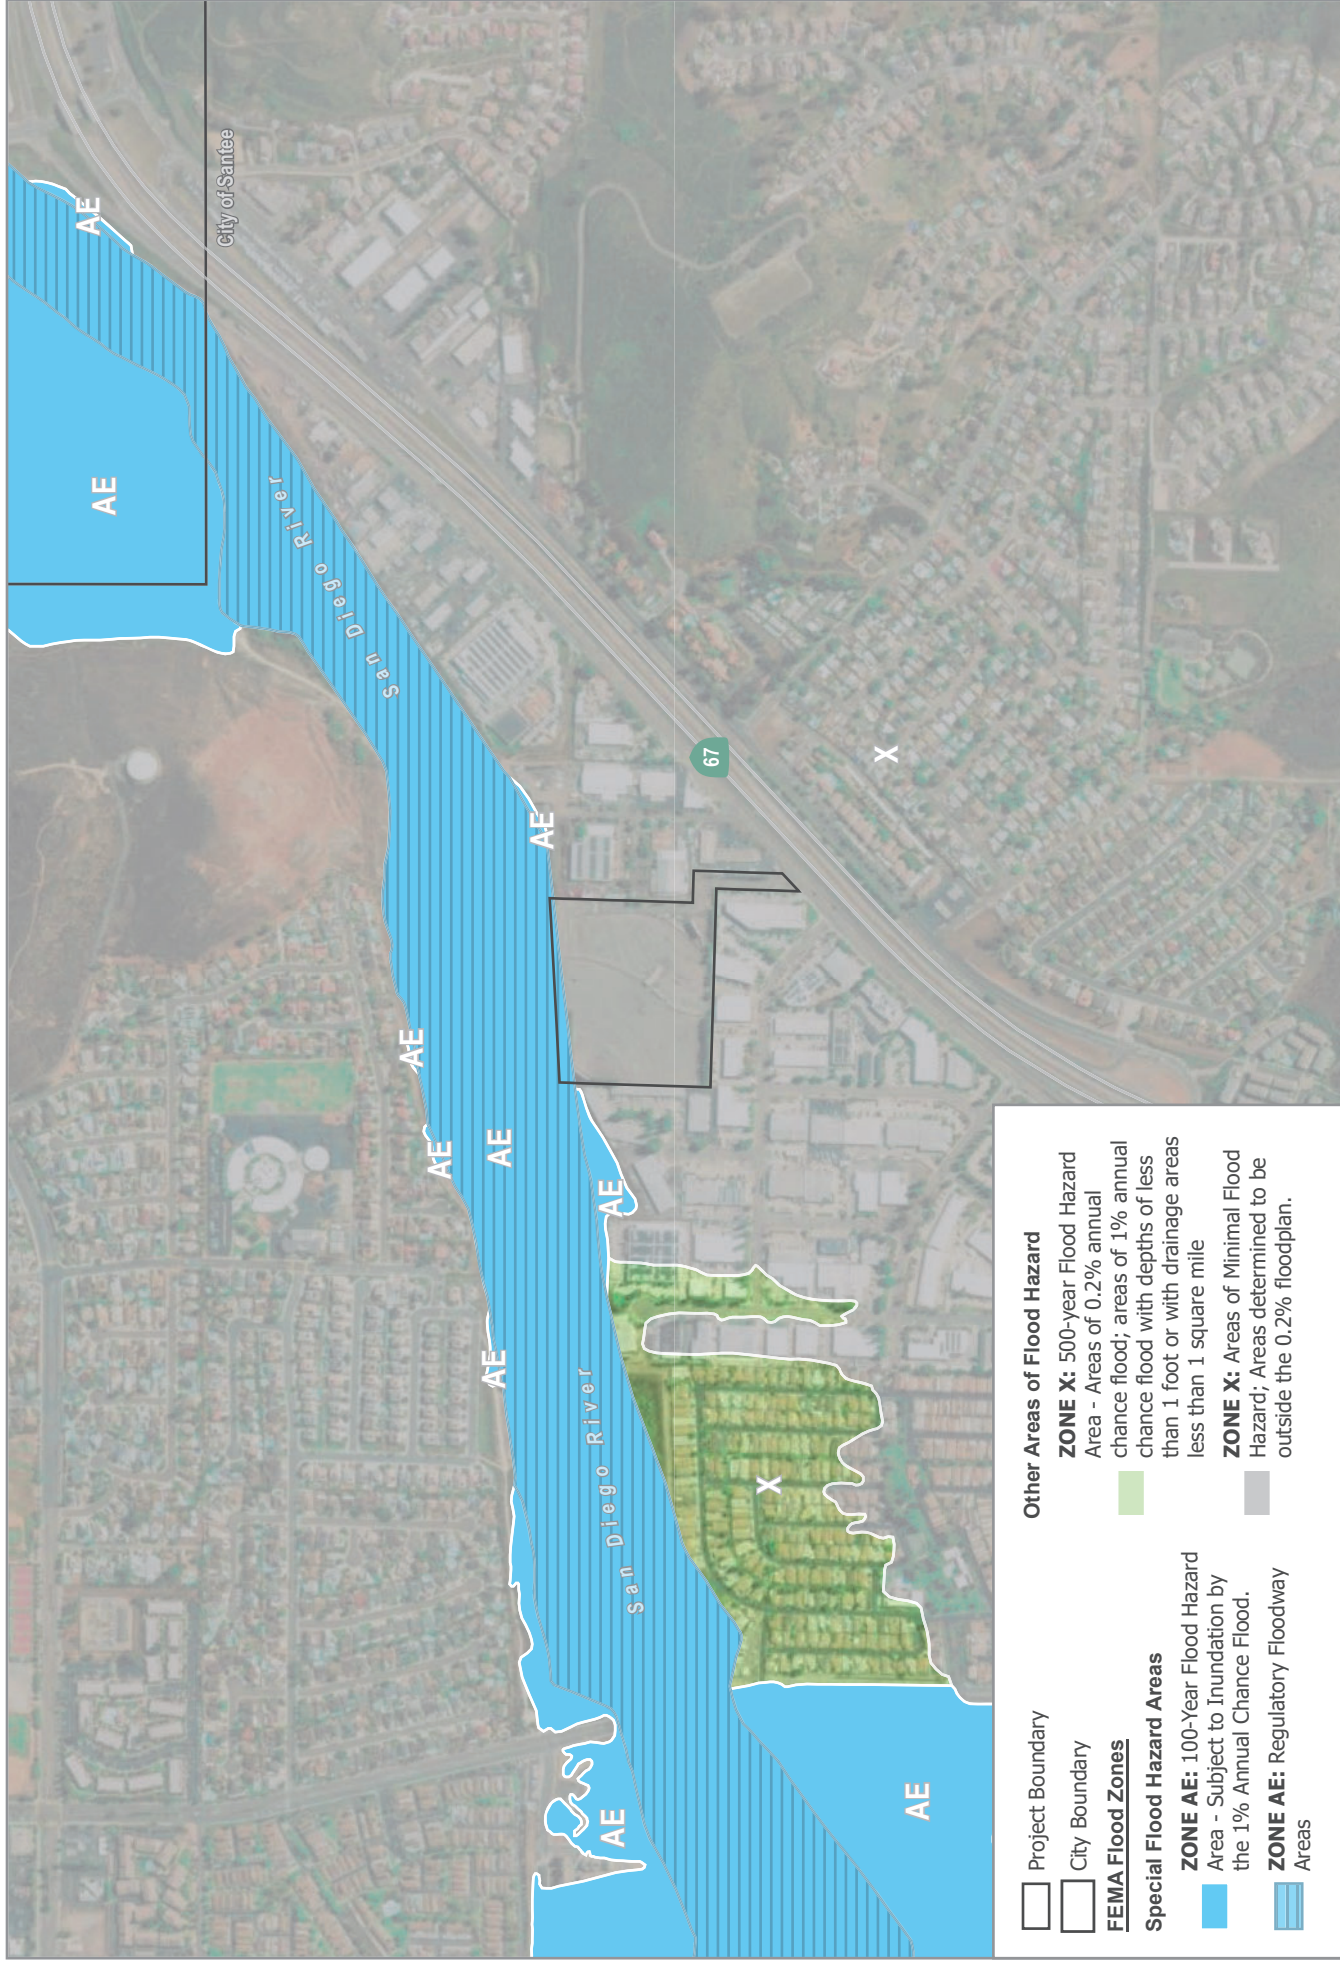 City of Santee
AE
AE
San Diego River
67
X
AE
AE
AE
AE
AE
AE
San Diego River
X
AE
AE
Project Boundary
City Boundary
FEMA Flood Zones
Special Flood Hazard Areas
ZONE AE: 100-Year Flood Hazard
Area - Subject to Inundation by
the 1% Annual Chance Flood.
ZONE AE: Regulatory Floodway
Areas
Other Areas of Flood Hazard
ZONE X: 500-year Flood Hazard
Area - Areas of 0.2% annual
chance flood; areas of 1% annual
chance flood with depths of less
than 1 foot or with drainage areas
less than 1 square mile
ZONE X: Areas of Minimal Flood
Hazard; Areas determined to be
outside the 0.2% floodplan.